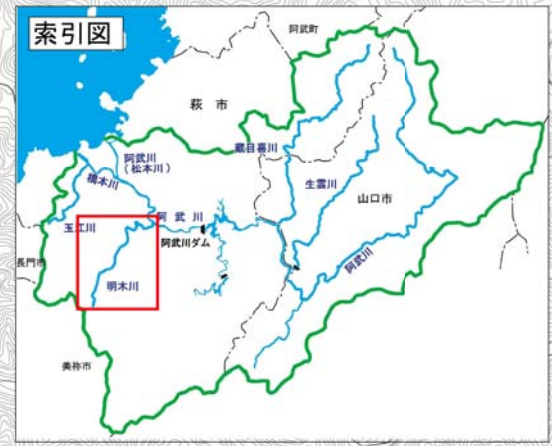 索引図
阿武町
萩市
蔵目喜川
阿武川
(松本川)
橋本川
生雲川
山口市
玉江川
阿武川
阿武川ダム
長門市
阿武川
明木川
美祢市